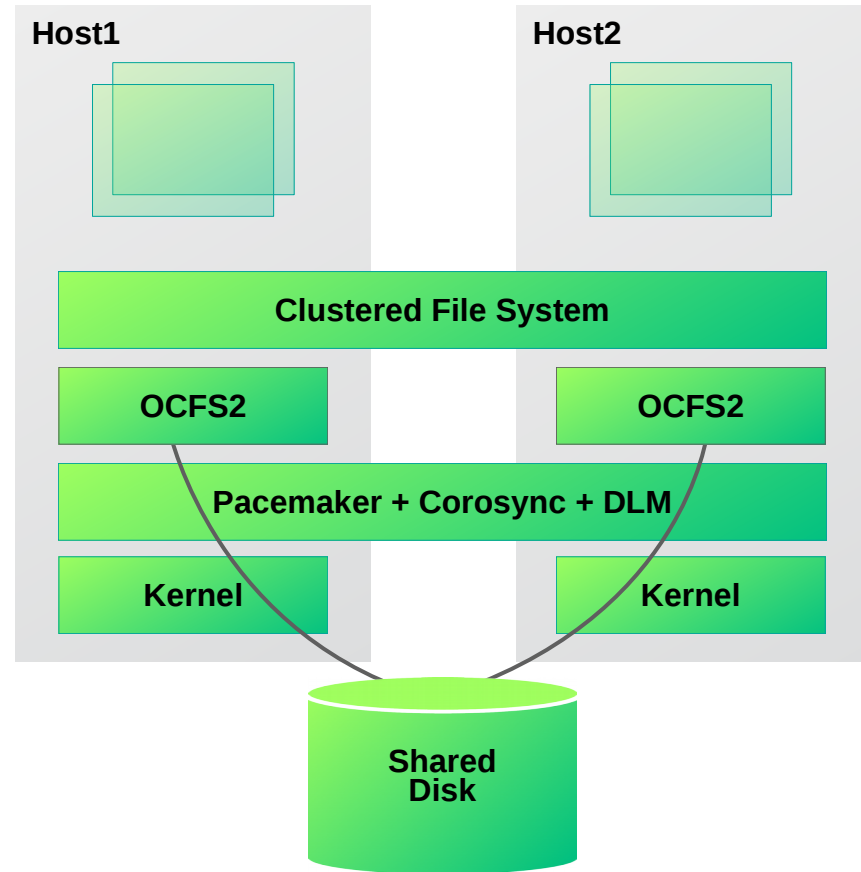 Host1
Host2
Clustered File System
OCFS2
OCFS2
Pacemaker + Corosync + DLM
Kernel
Kernel
Shared
Disk